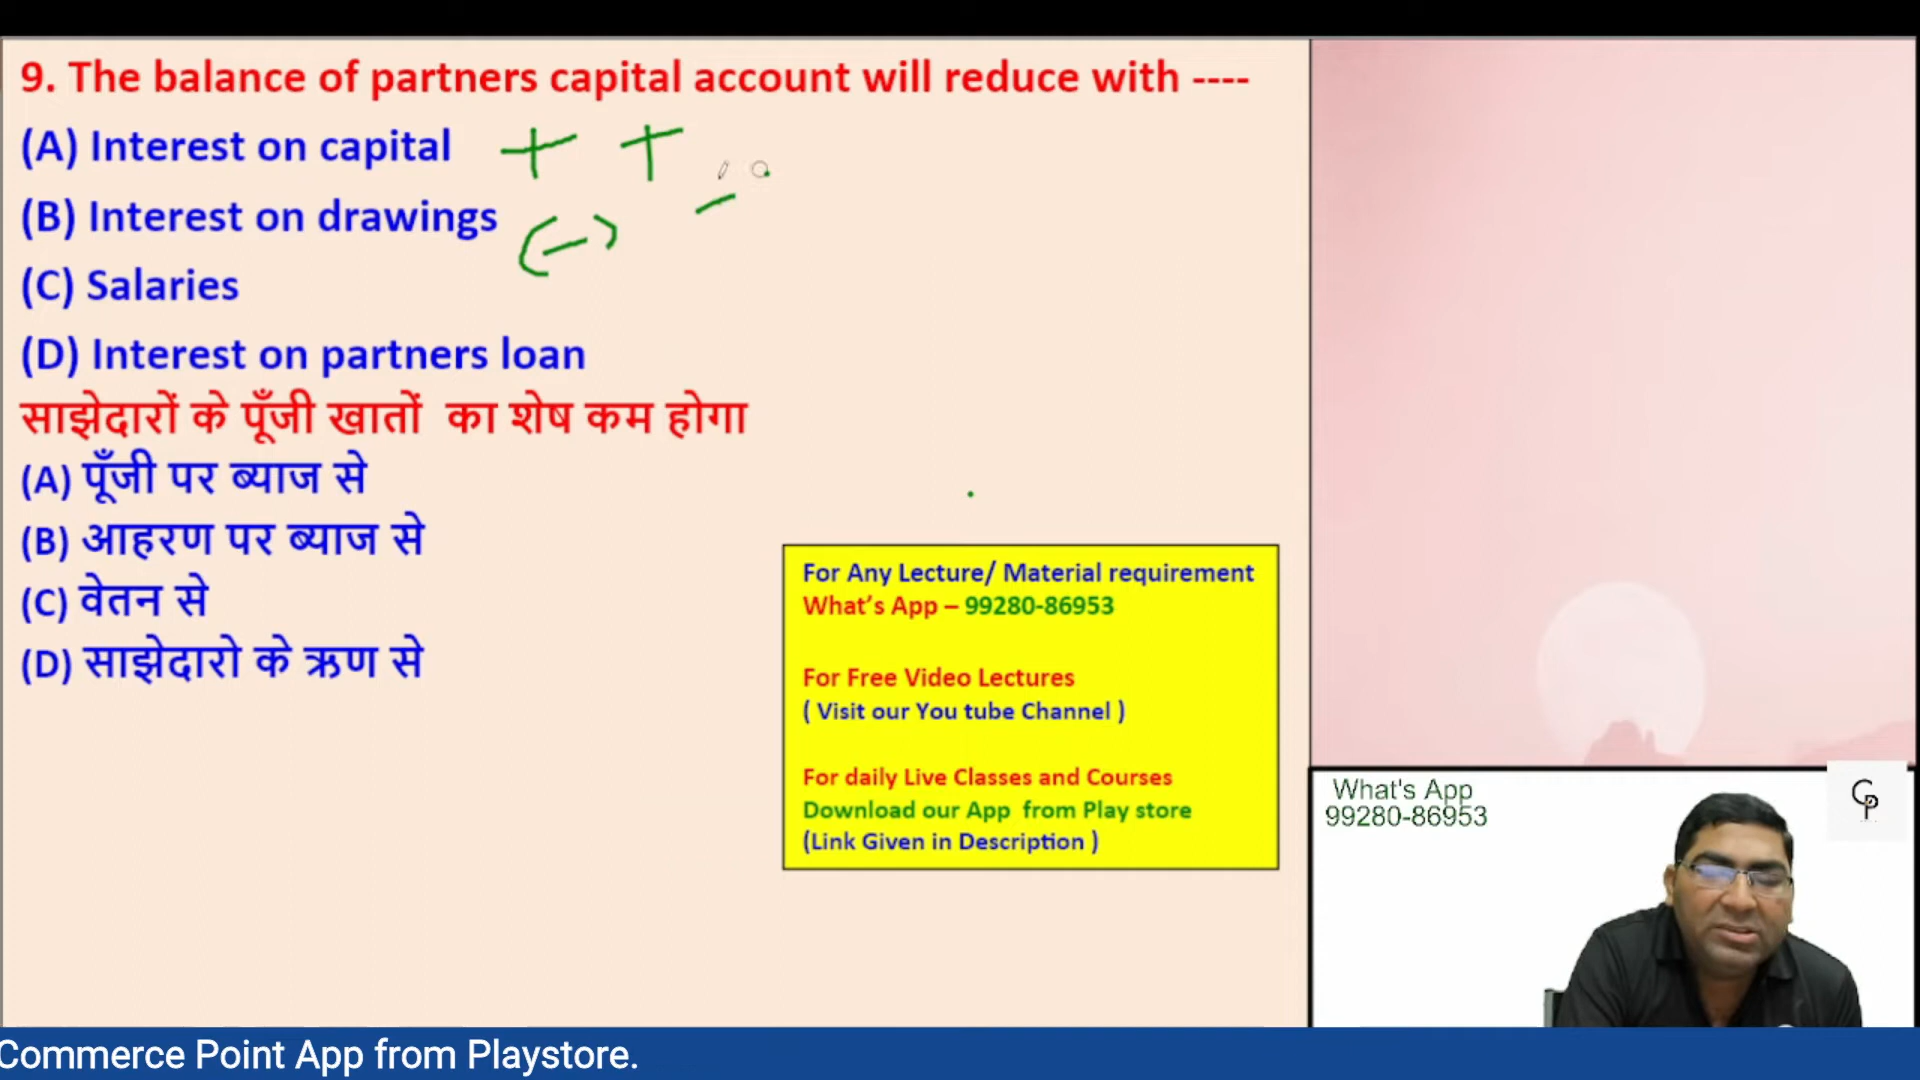 9. The balance of partners capital account will reduce with ----
(A) Interest on capital + +
(B) Interest on drawings (-) -
(C) Salaries
(D) Interest on partners loan
साझेदारों के पूँजी खातों का शेष कम होगा
(A) पूँजी पर ब्याज से
(B) आहरण पर ब्याज से
(C) वेतन से
(D) साझेदारो के ऋण से
For Any Lecture/ Material requirement
What's App – 99280-86953
For Free Video Lectures
( Visit our You tube Channel )
For daily Live Classes and Courses
Download our App from Play store
(Link Given in Description )
What's App
99280-86953
CP
Commerce Point App from Playstore.